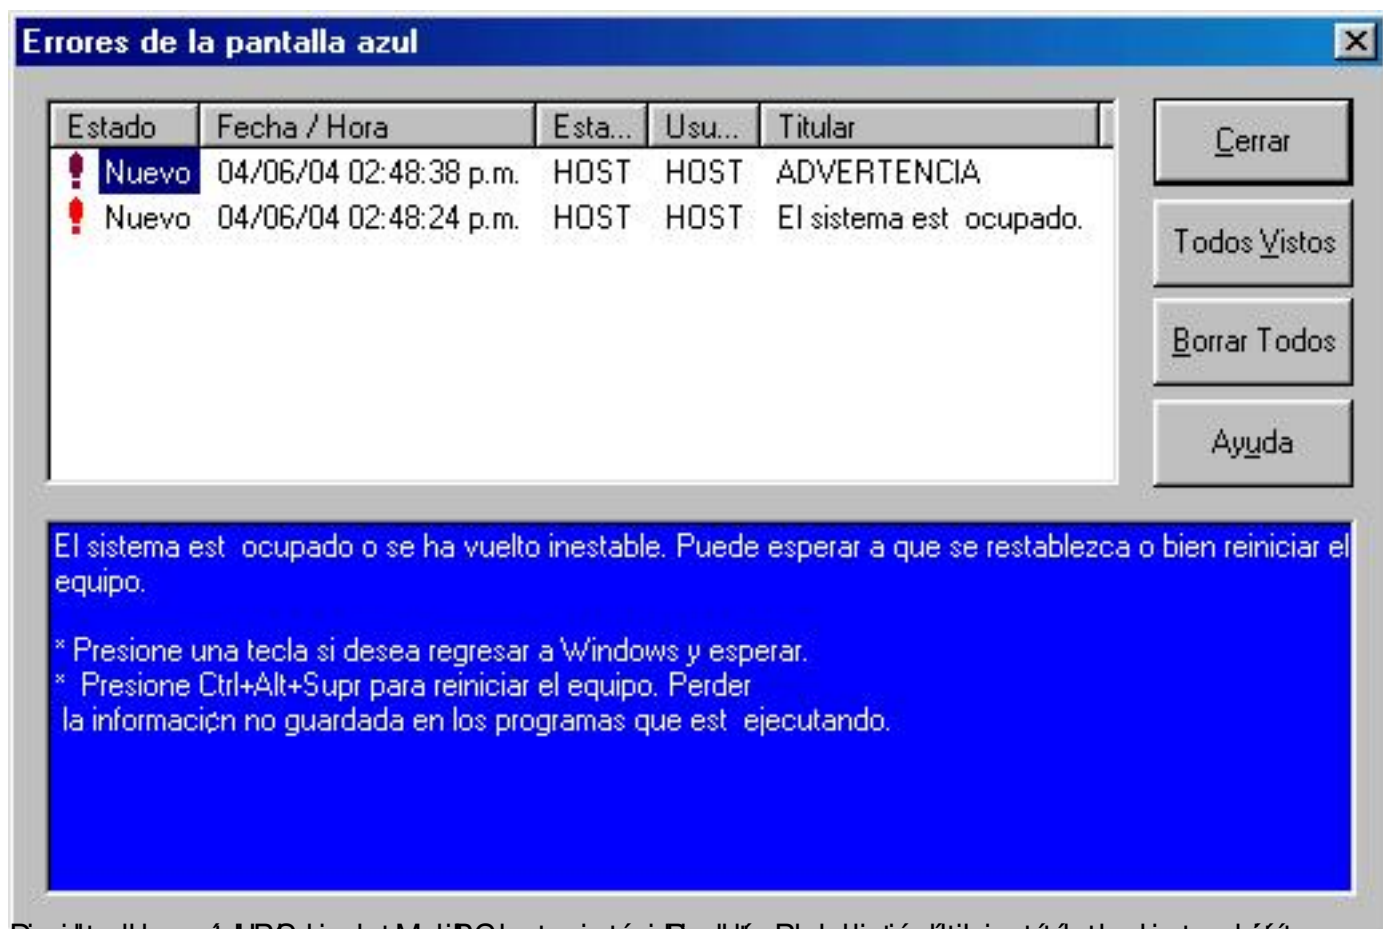 Errores de la pantalla azul
Estado Fecha / Hora Esta... Usu... Titular
Nuevo 04/06/04 02:48:38 p.m. HOST HOST ADVERTENCIA
Nuevo 04/06/04 02:48:24 p.m. HOST HOST El sistema est ocupado.
Cerrar
Todos Vistos
Borrar Todos
Ayuda
El sistema est ocupado o se ha vuelto inestable. Puede esperar a que se restablezca o bien reiniciar el
equipo.
* Presione una tecla si desea regresar a Windows y esperar.
* Presione Ctrl+Alt+Supr para reiniciar el equipo. Perder
la informaci¢n no guardada en los programas que est ejecutando.